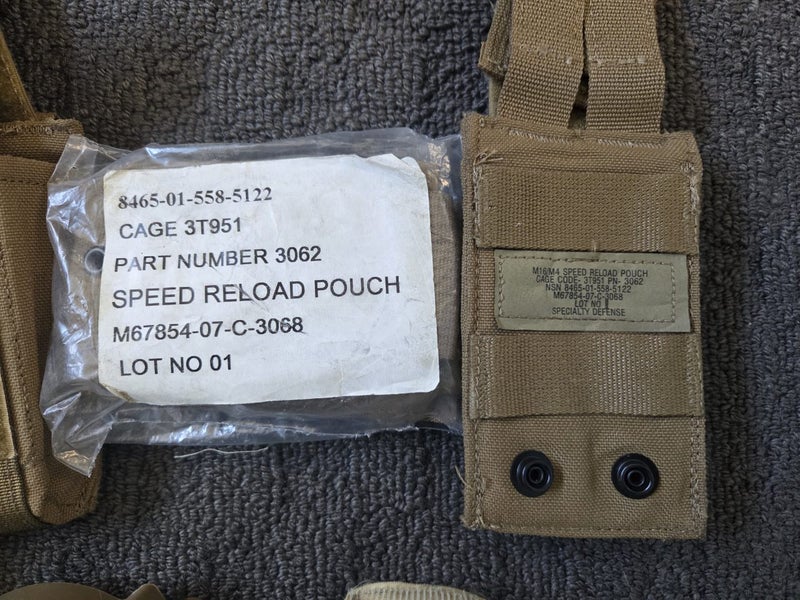 8465-01-558-5122
CAGE 3T951
PART NUMBER 3062
SPEED RELOAD POUCH
M67854-07-C-3068
LOT NO 01
M16/M4 SPEED RELOAD POUCH
CAGE CODE- 3T951 PN- 3062
NSN 8465-01-558-5122
M67854-07-C-3068
LOT NO
SPECIALTY DEFENSE